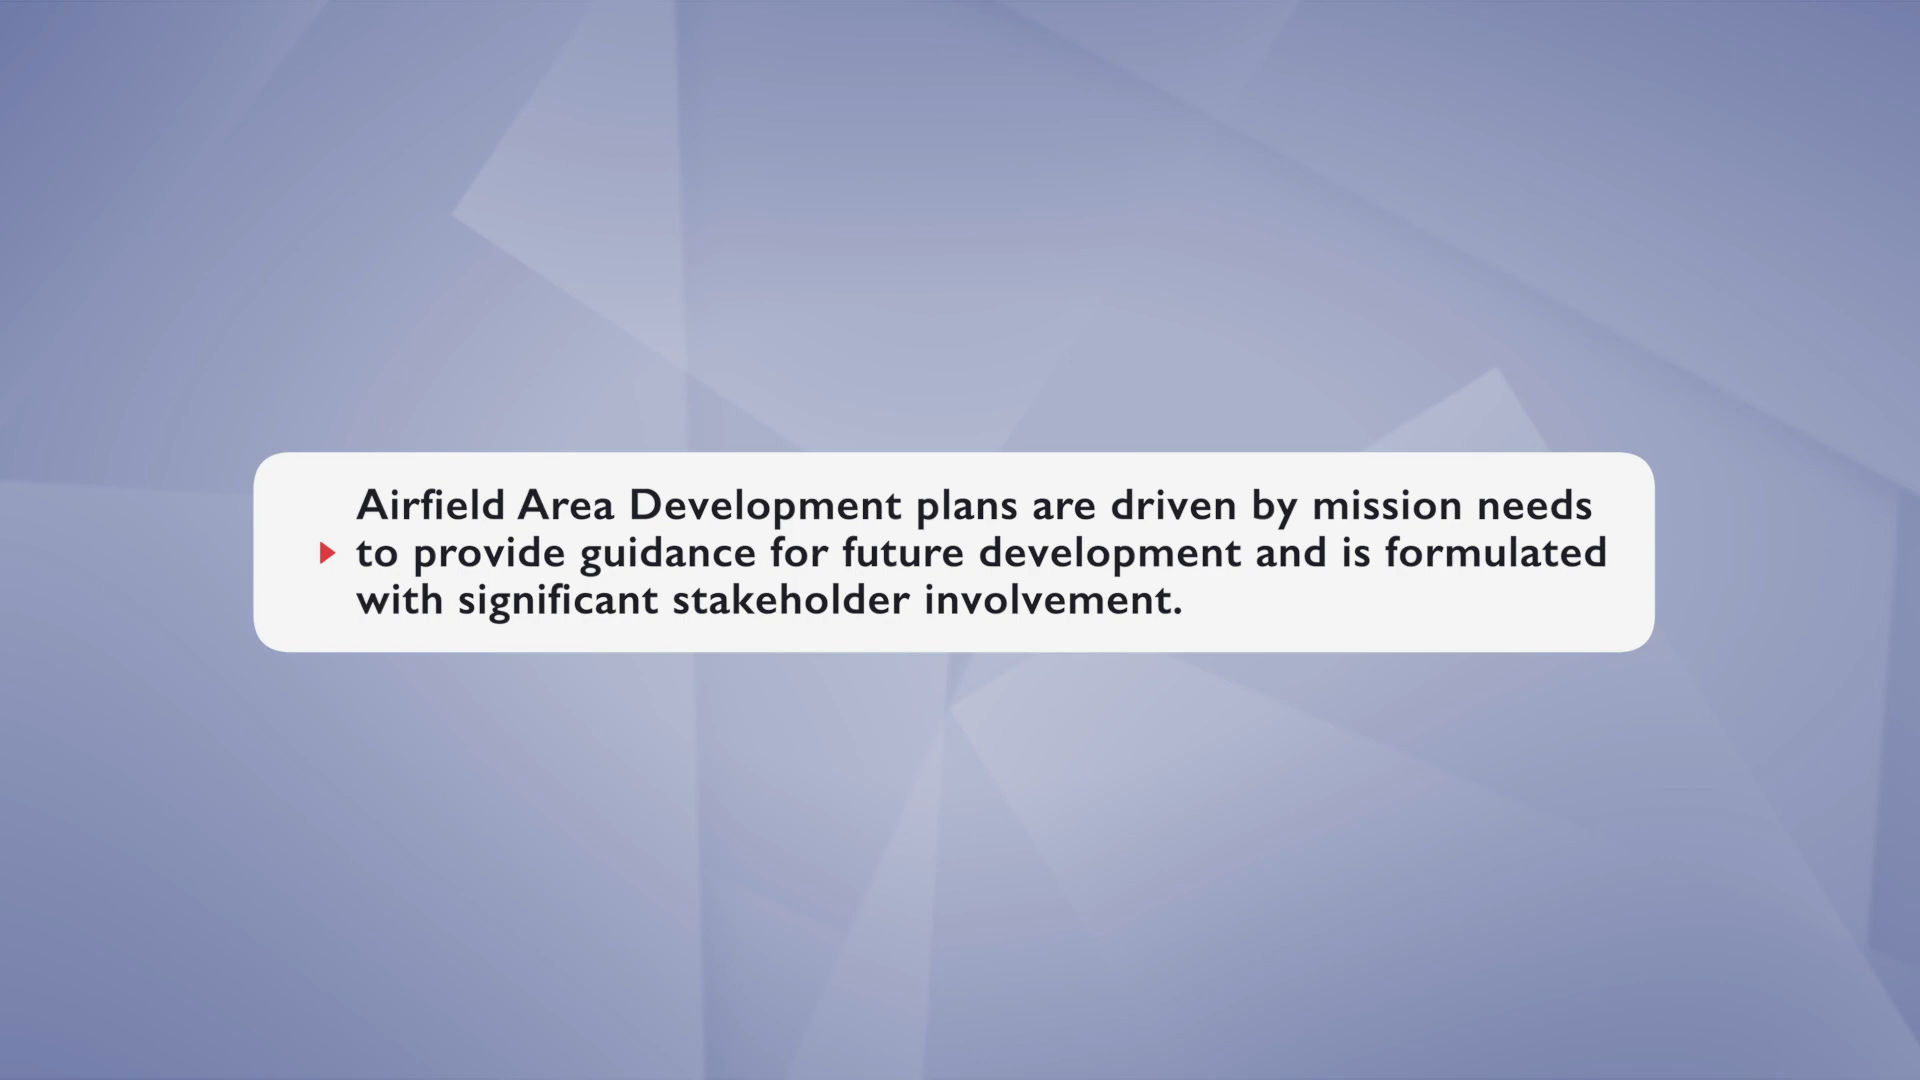 Airfield Area Development plans are driven by mission needs
to provide guidance for future development and is formulated
with significant stakeholder involvement.